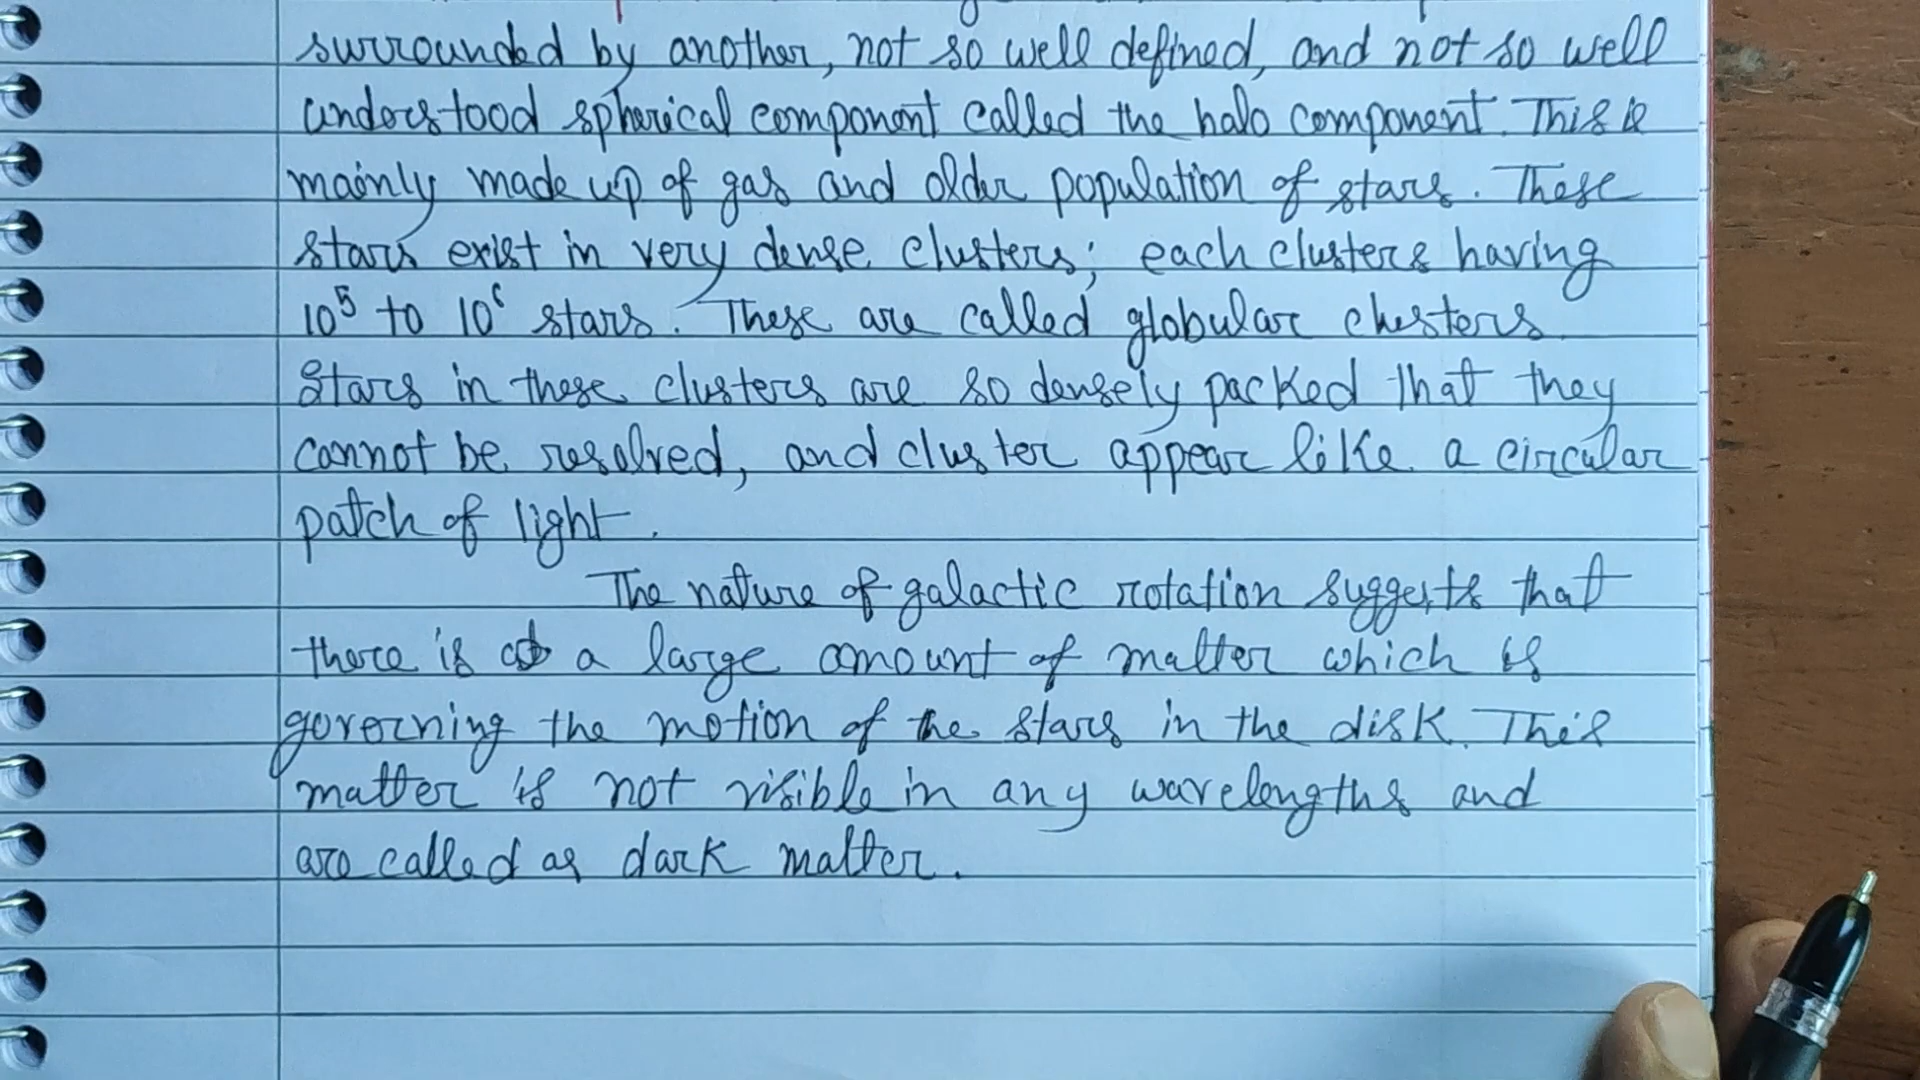 surrounded by another, not so well defined, and not so well
understood spherical component called the halo component. This is
mainly made up of gas and older population of stars. These
stars exist in very dense clusters; each clusters having
10⁵ to 10⁶ stars. These are called globular clusters
Stars in these clusters are so densely packed that they
cannot be resolved, and cluster appear like a circular
patch of light.
The nature of galactic rotation suggests that
there is a large amount of matter which is
governing the motion of the stars in the disk. This
matter is not visible in any wavelengths and
are called as dark matter.